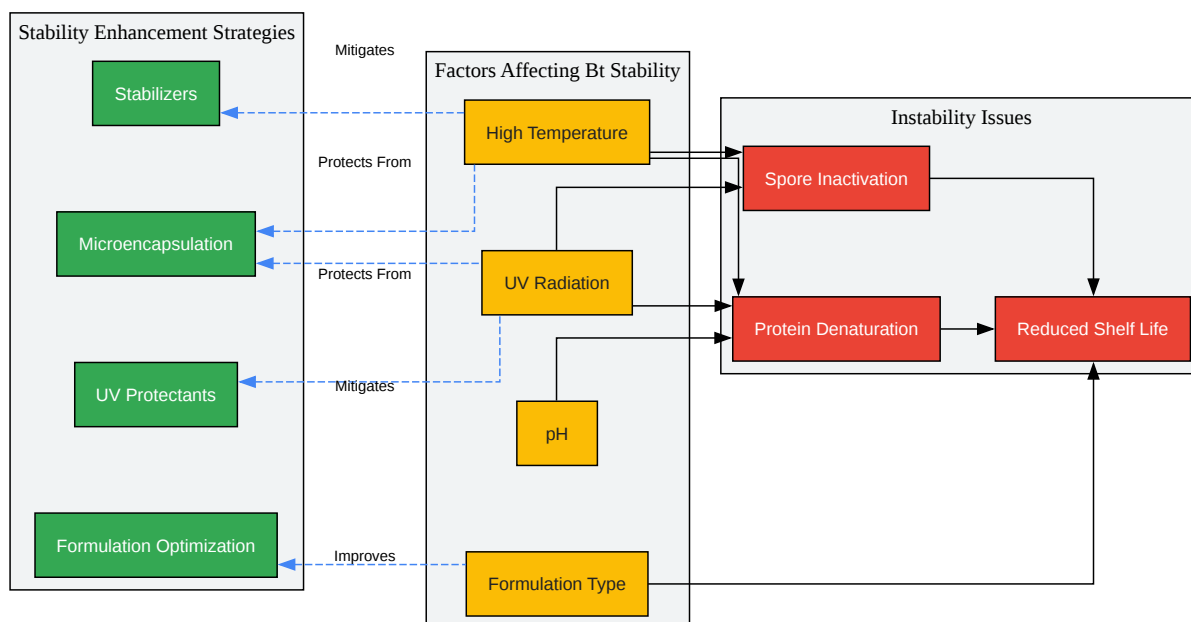 Stability Enhancement Strategies
Stabilizers
Microencapsulation
UV Protectants
Formulation Optimization
Mitigates
Protects From
Protects From
Mitigates
Improves
Factors Affecting Bt Stability
High Temperature
UV Radiation
pH
Formulation Type
Instability Issues
Spore Inactivation
Protein Denaturation
Reduced Shelf Life